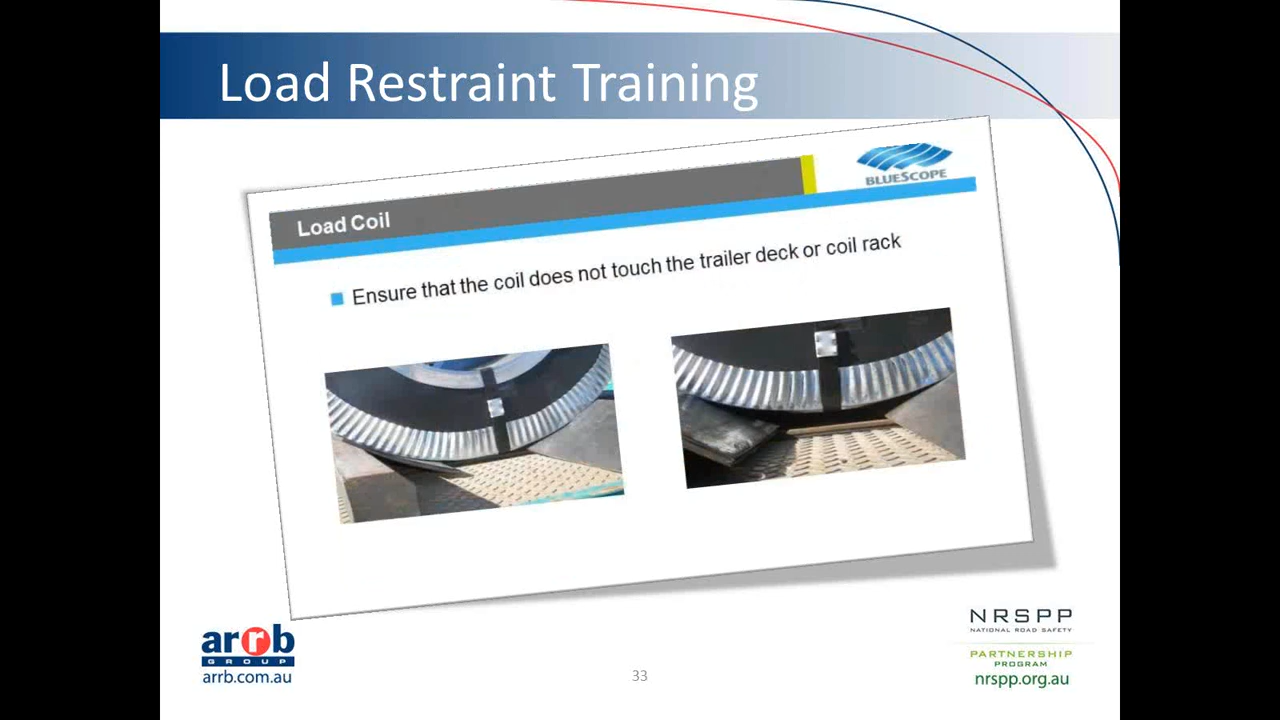 Load Restraint Training
BLUESCOPE
Load Coil
Ensure that the coil does not touch the trailer deck or coil rack
arrb
GROUP
arrb.com.au
33
NRSPP
NATIONAL ROAD SAFETY
PARTNERSHIP
PROGRAM
nrspp.org.au